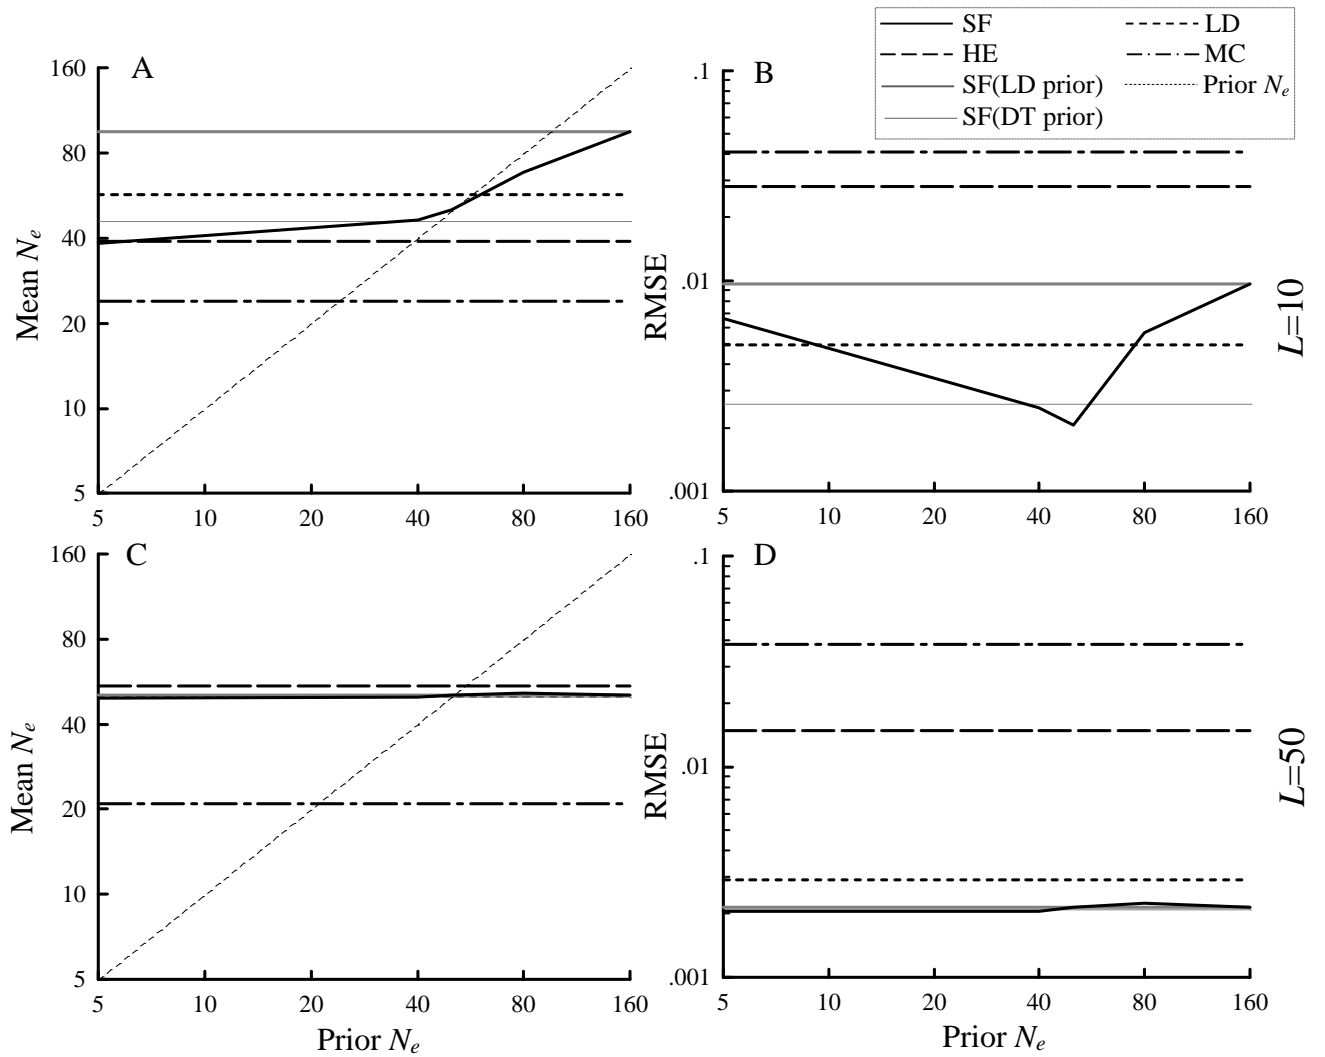 SF
LD
HE
MC
SF(LD prior)
Prior Ne
SF(DT prior)
A
160
80
40
20
10
5
Mean Ne
5 10 20 40 80 160
B
.1
.01
.001
RMSE
5 10 20 40 80 160
L=10
C
160
80
40
20
10
5
Mean Ne
5 10 20 40 80 160
Prior Ne
D
.1
.01
.001
RMSE
5 10 20 40 80 160
Prior Ne
L=50